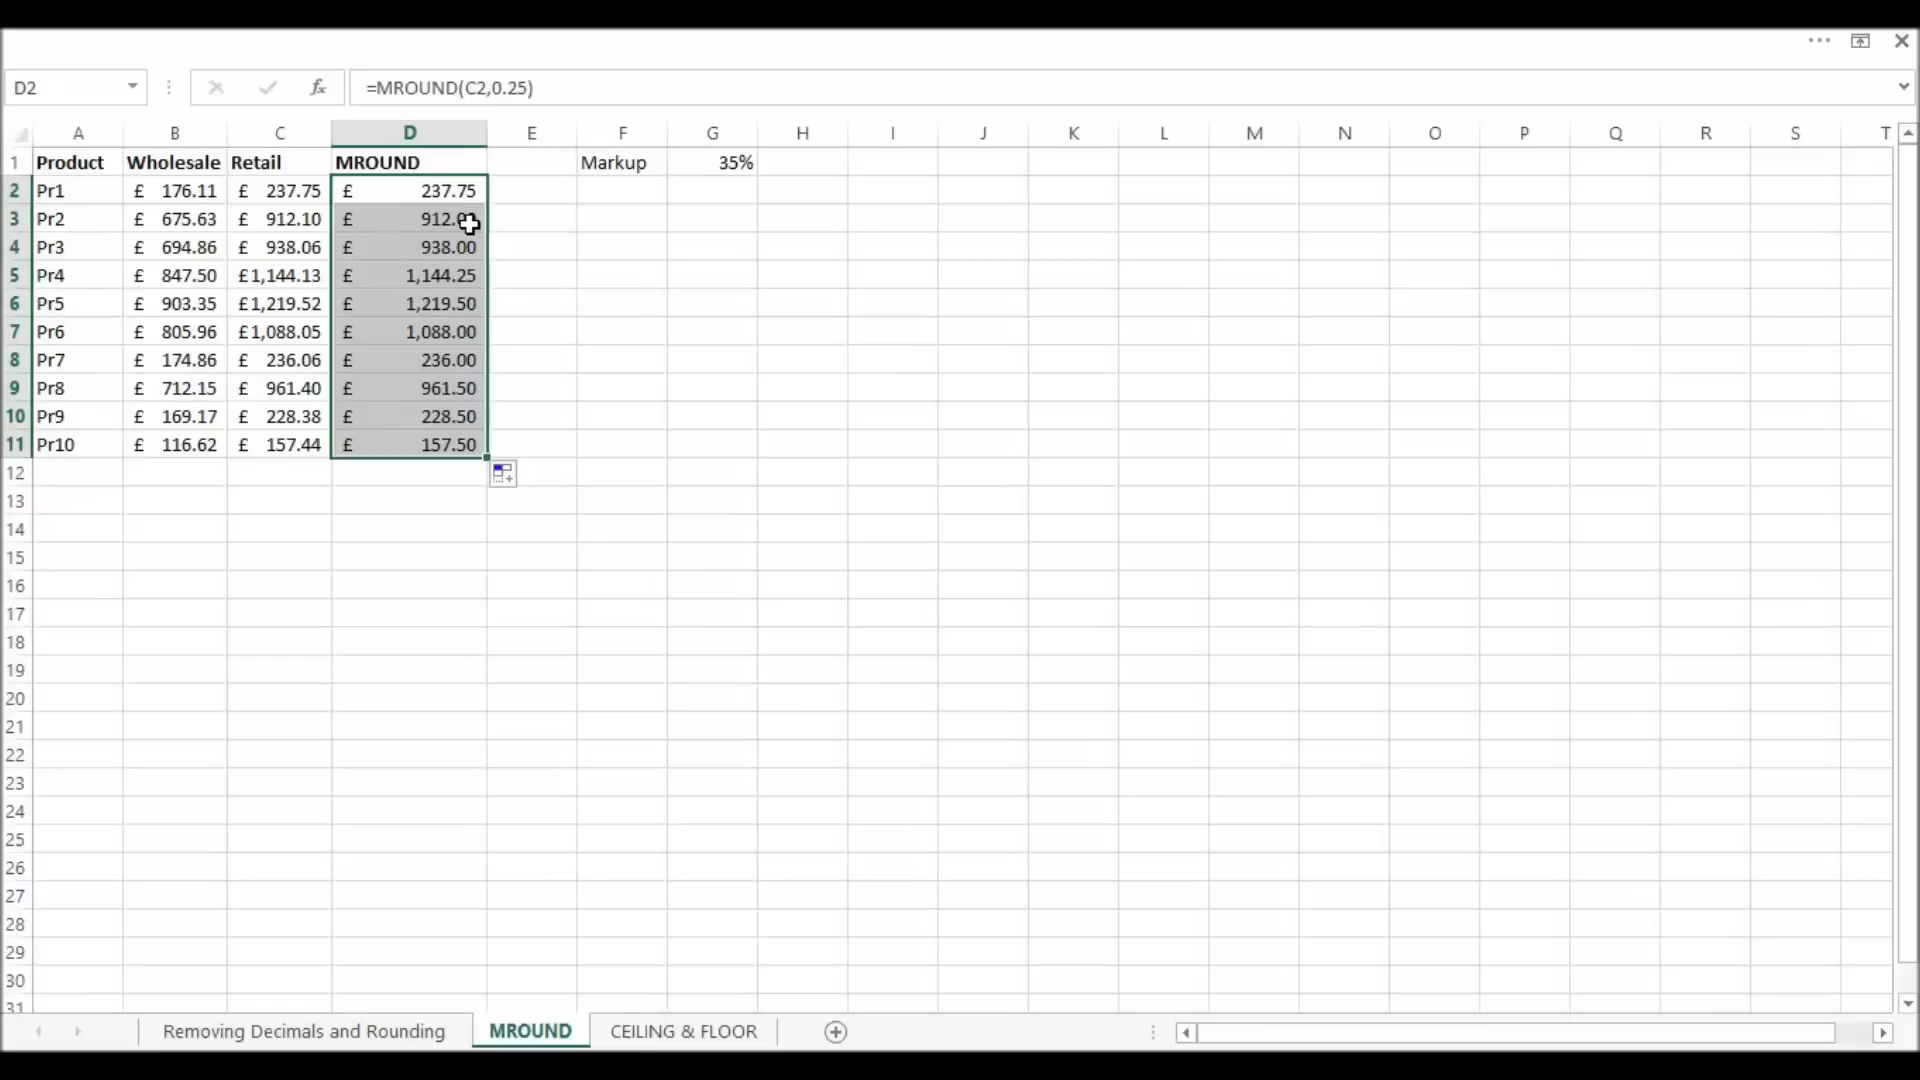 D2 fx =MROUND(C2,0.25)
A B C D E F G H I J K L M N O P Q R S T
1 Product Wholesale Retail MROUND Markup 35%
2 Pr1 £ 176.11 £ 237.75 £ 237.75
3 Pr2 £ 675.63 £ 912.10 £ 912.
4 Pr3 £ 694.86 £ 938.06 £ 938.00
5 Pr4 £ 847.50 £1,144.13 £ 1,144.25
6 Pr5 £ 903.35 £1,219.52 £ 1,219.50
7 Pr6 £ 805.96 £1,088.05 £ 1,088.00
8 Pr7 £ 174.86 £ 236.06 £ 236.00
9 Pr8 £ 712.15 £ 961.40 £ 961.50
10 Pr9 £ 169.17 £ 228.38 £ 228.50
11 Pr10 £ 116.62 £ 157.44 £ 157.50
12
13
14
15
16
17
18
19
20
21
22
23
24
25
26
27
28
29
30
31
Removing Decimals and Rounding MROUND CEILING & FLOOR